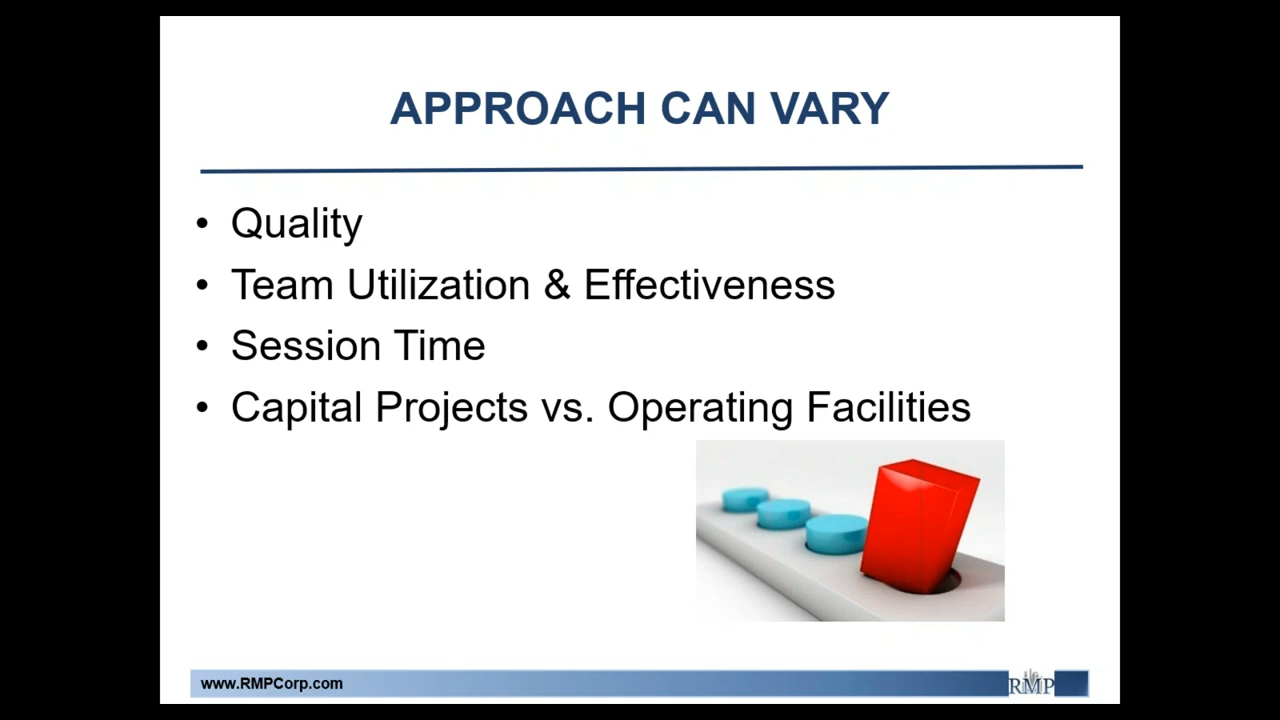 APPROACH CAN VARY
• Quality
• Team Utilization & Effectiveness
• Session Time
• Capital Projects vs. Operating Facilities
www.RMPCorp.com
RMP